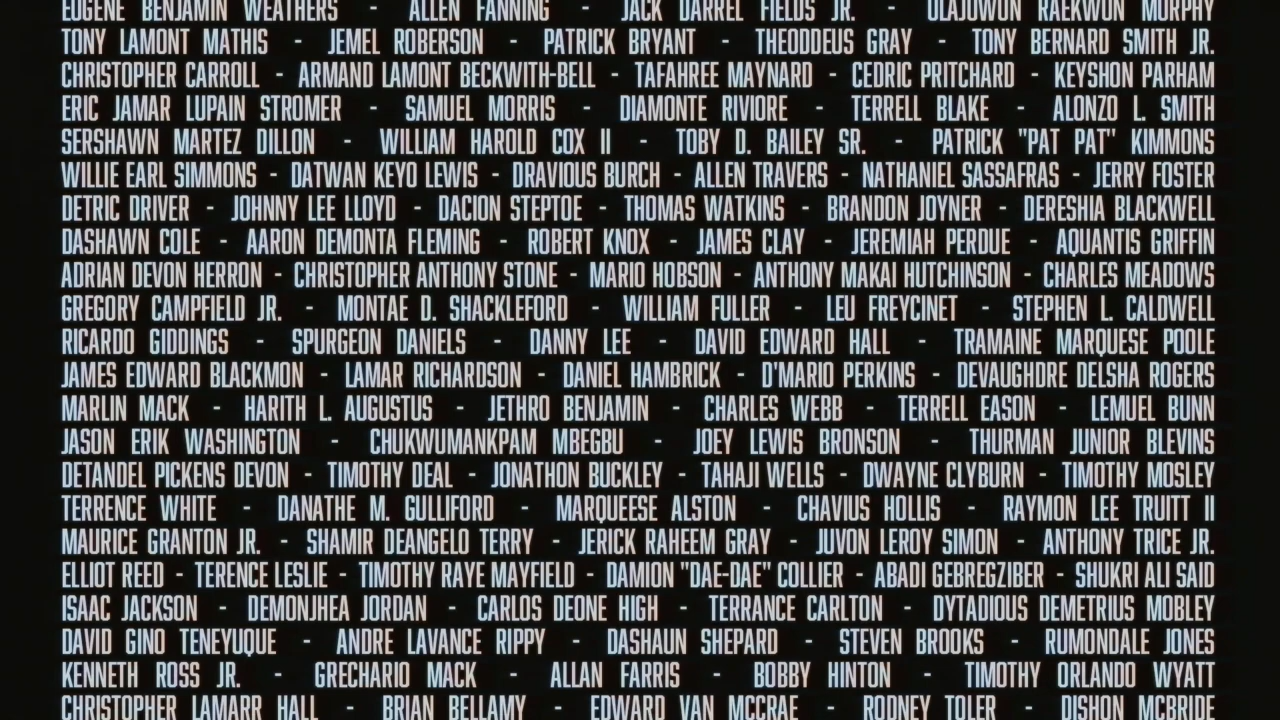 EUGENE BENJAMIN WEATHERS - ALLEN FANNING - JACK DARREL FIELDS JR. - OLAJUWON RAEKWON MURPHY
TONY LAMONT MATHIS - JEMEL ROBERSON - PATRICK BRYANT - THEODDEUS GRAY - TONY BERNARD SMITH JR.
CHRISTOPHER CARROLL - ARMAND LAMONT BECKWITH-BELL - TAFAHREE MAYNARD - CEDRIC PRITCHARD - KEYSHON PARHAM
ERIC JAMAR LUPAIN STROMER - SAMUEL MORRIS - DIAMONTE RIVIORE - TERRELL BLAKE - ALONZO L. SMITH
SERSHAWN MARTEZ DILLON - WILLIAM HAROLD COX II - TOBY D. BAILEY SR. - PATRICK "PAT PAT" KIMMONS
WILLIE EARL SIMMONS - DATWAN KEYO LEWIS - DRAVIOUS BURCH - ALLEN TRAVERS - NATHANIEL SASSAFRAS - JERRY FOSTER
DETRIC DRIVER - JOHNNY LEE LLOYD - DACION STEPTOE - THOMAS WATKINS - BRANDON JOYNER - DERESHIA BLACKWELL
DASHAWN COLE - AARON DEMONTA FLEMING - ROBERT KNOX - JAMES CLAY - JEREMIAH PERDUE - AQUANTIS GRIFFIN
ADRIAN DEVON HERRON - CHRISTOPHER ANTHONY STONE - MARIO HOBSON - ANTHONY MAKAI HUTCHINSON - CHARLES MEADOWS
GREGORY CAMPFIELD JR. - MONTAE D. SHACKLEFORD - WILLIAM FULLER - LEU FREYCINET - STEPHEN L. CALDWELL
RICARDO GIDDINGS - SPURGEON DANIELS - DANNY LEE - DAVID EDWARD HALL - TRAMAINE MARQUESE POOLE
JAMES EDWARD BLACKMON - LAMAR RICHARDSON - DANIEL HAMBRICK - D'MARIO PERKINS - DEVAUGHDRE DELSHA ROGERS
MARLIN MACK - HARITH L. AUGUSTUS - JETHRO BENJAMIN - CHARLES WEBB - TERRELL EASON - LEMUEL BUNN
JASON ERIK WASHINGTON - CHUKWUMANKPAM MBEGBU - JOEY LEWIS BRONSON - THURMAN JUNIOR BLEVINS
DETANDEL PICKENS DEVON - TIMOTHY DEAL - JONATHON BUCKLEY - TAHAJI WELLS - DWAYNE CLYBURN - TIMOTHY MOSLEY
TERRENCE WHITE - DANATHE M. GULLIFORD - MARQUEESE ALSTON - CHAVIUS HOLLIS - RAYMON LEE TRUITT II
MAURICE GRANTON JR. - SHAMIR DEANGELO TERRY - JERICK RAHEEM GRAY - JUVON LEROY SIMON - ANTHONY TRICE JR.
ELLIOT REED - TERENCE LESLIE - TIMOTHY RAYE MAYFIELD - DAMION "DAE-DAE" COLLIER - ABADI GEBREGZIBER - SHUKRI ALI SAID
ISAAC JACKSON - DEMONJHEA JORDAN - CARLOS DEONE HIGH - TERRANCE CARLTON - DYTADIOUS DEMETRIUS MOBLEY
DAVID GINO TENEYUQUE - ANDRE LAVANCE RIPPY - DASHAUN SHEPARD - STEVEN BROOKS - RUMONDALE JONES
KENNETH ROSS JR. - GRECHARIO MACK - ALLAN FARRIS - BOBBY HINTON - TIMOTHY ORLANDO WYATT
CHRISTOPHER LAMARR HALL - BRIAN BELLAMY - EDWARD VAN MCCRAE - RODNEY TOLER - DISHON MCBRIDE